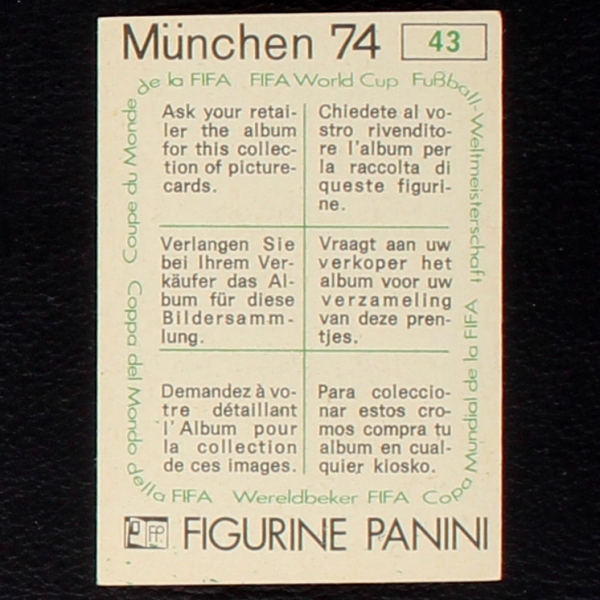 München 74 43
Coupe du Monde de la FIFA FIFA World Cup Fußball-Weltmeisterschaft
Ask your retai-
ler the album
for this collec-
tion of picture-
cards.
Chiedete al vo-
stro rivendito-
re l'album per
la raccolta di
queste figuri-
ne.
Verlangen Sie
bei Ihrem Ver-
käufer das Al-
bum für diese
Bildersamm-
lung.
Vraagt aan uw
verkoper het
album voor uw
verzameling
van deze pren-
tjes.
Demandez à vo-
tre détaillant
l'Album pour
la collection
de ces images.
Para coleccio-
nar estos cro-
mos compra tu
album en cual-
quier kiosko.
Coppa del Mondo della FIFA Wereldbeker FIFA Copa Mundial de la FIFA
FIGURINE PANINI